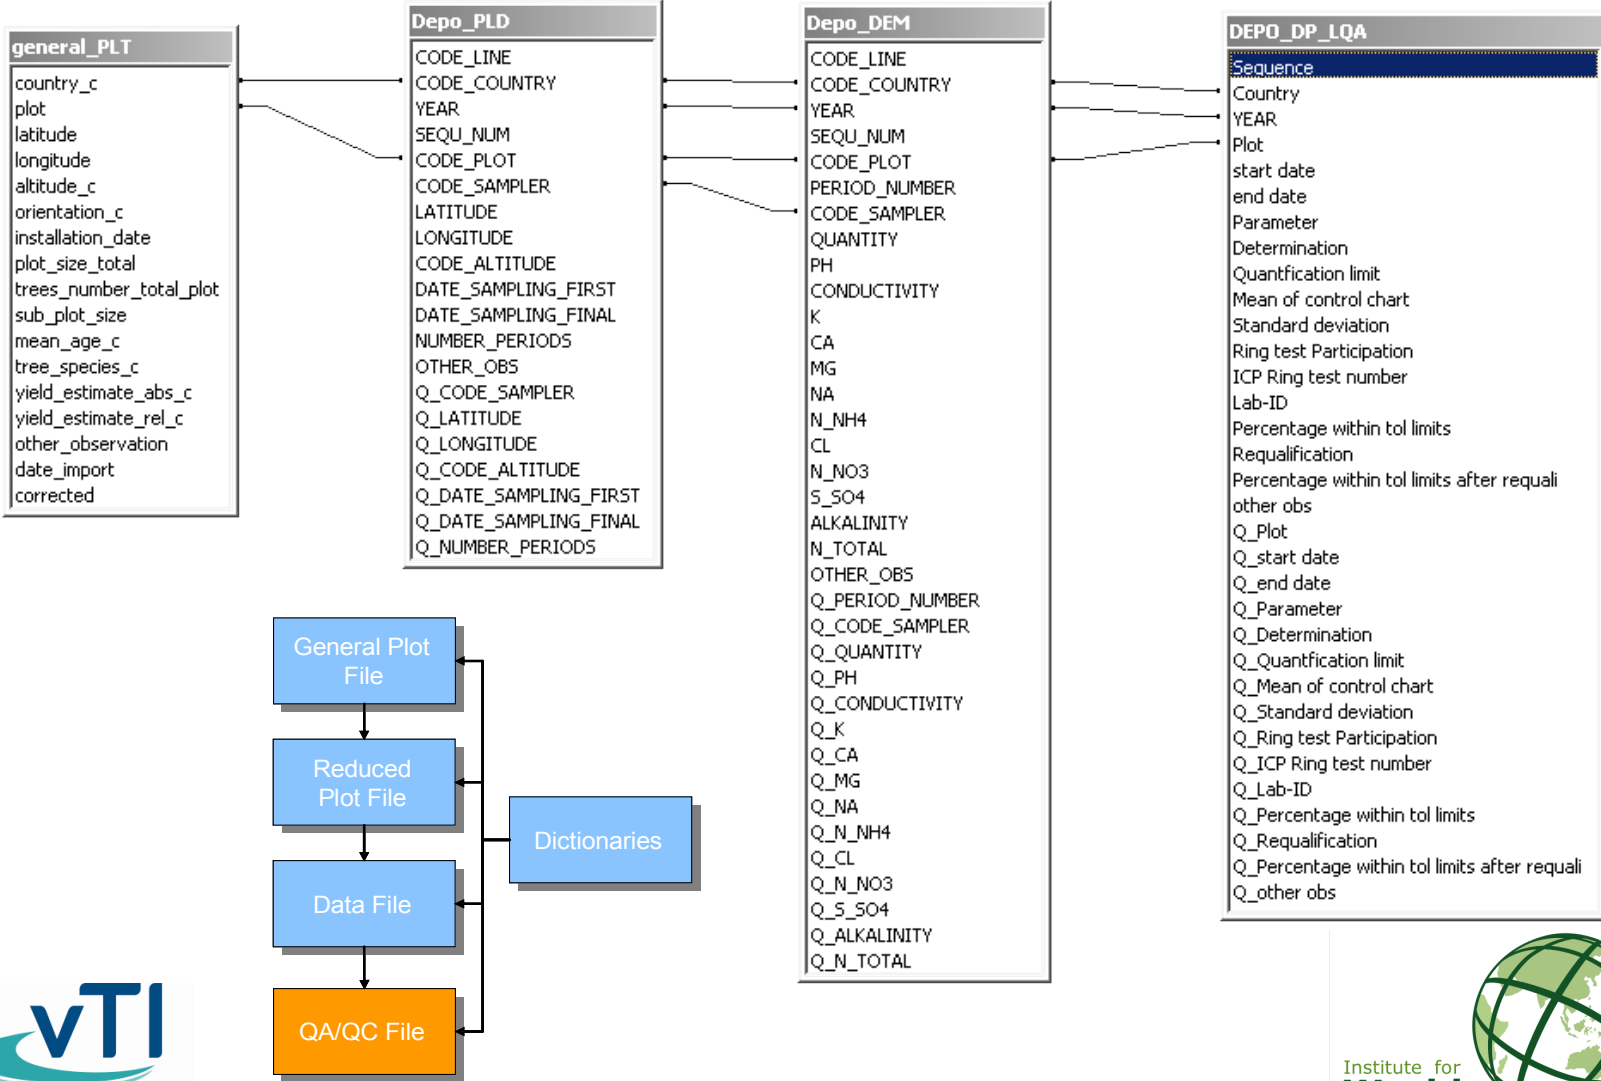 general_PLT
country_c
plot
latitude
longitude
altitude_c
orientation_c
installation_date
plot_size_total
trees_number_total_plot
sub_plot_size
mean_age_c
tree_species_c
yield_estimate_abs_c
yield_estimate_rel_c
other_observation
date_import
corrected
Depo_PLD
CODE_LINE
CODE_COUNTRY
YEAR
SEQU_NUM
CODE_PLOT
CODE_SAMPLER
LATITUDE
LONGITUDE
CODE_ALTITUDE
DATE_SAMPLING_FIRST
DATE_SAMPLING_FINAL
NUMBER_PERIODS
OTHER_OBS
Q_CODE_SAMPLER
Q_LATITUDE
Q_LONGITUDE
Q_CODE_ALTITUDE
Q_DATE_SAMPLING_FIRST
Q_DATE_SAMPLING_FINAL
Q_NUMBER_PERIODS
Depo_DEM
CODE_LINE
CODE_COUNTRY
YEAR
SEQU_NUM
CODE_PLOT
PERIOD_NUMBER
CODE_SAMPLER
QUANTITY
PH
CONDUCTIVITY
K
CA
MG
NA
N_NH4
CL
N_NO3
S_SO4
ALKALINITY
N_TOTAL
OTHER_OBS
Q_PERIOD_NUMBER
Q_CODE_SAMPLER
Q_QUANTITY
Q_PH
Q_CONDUCTIVITY
Q_K
Q_CA
Q_MG
Q_NA
Q_N_NH4
Q_CL
Q_N_NO3
Q_S_SO4
Q_ALKALINITY
Q_N_TOTAL
DEPO_DP_LQA
Sequence
Country
YEAR
Plot
start date
end date
Parameter
Determination
Quantfication limit
Mean of control chart
Standard deviation
Ring test Participation
ICP Ring test number
Lab-ID
Percentage within tol limits
Requalification
Percentage within tol limits after requali
other obs
Q_Plot
Q_start date
Q_end date
Q_Parameter
Q_Determination
Q_Quantfication limit
Q_Mean of control chart
Q_Standard deviation
Q_Ring test Participation
Q_ICP Ring test number
Q_Lab-ID
Q_Percentage within tol limits
Q_Requalification
Q_Percentage within tol limits after requali
Q_other obs
General Plot
File
Reduced
Plot File
Data File
QA/QC File
Dictionaries
vTI
Institute for